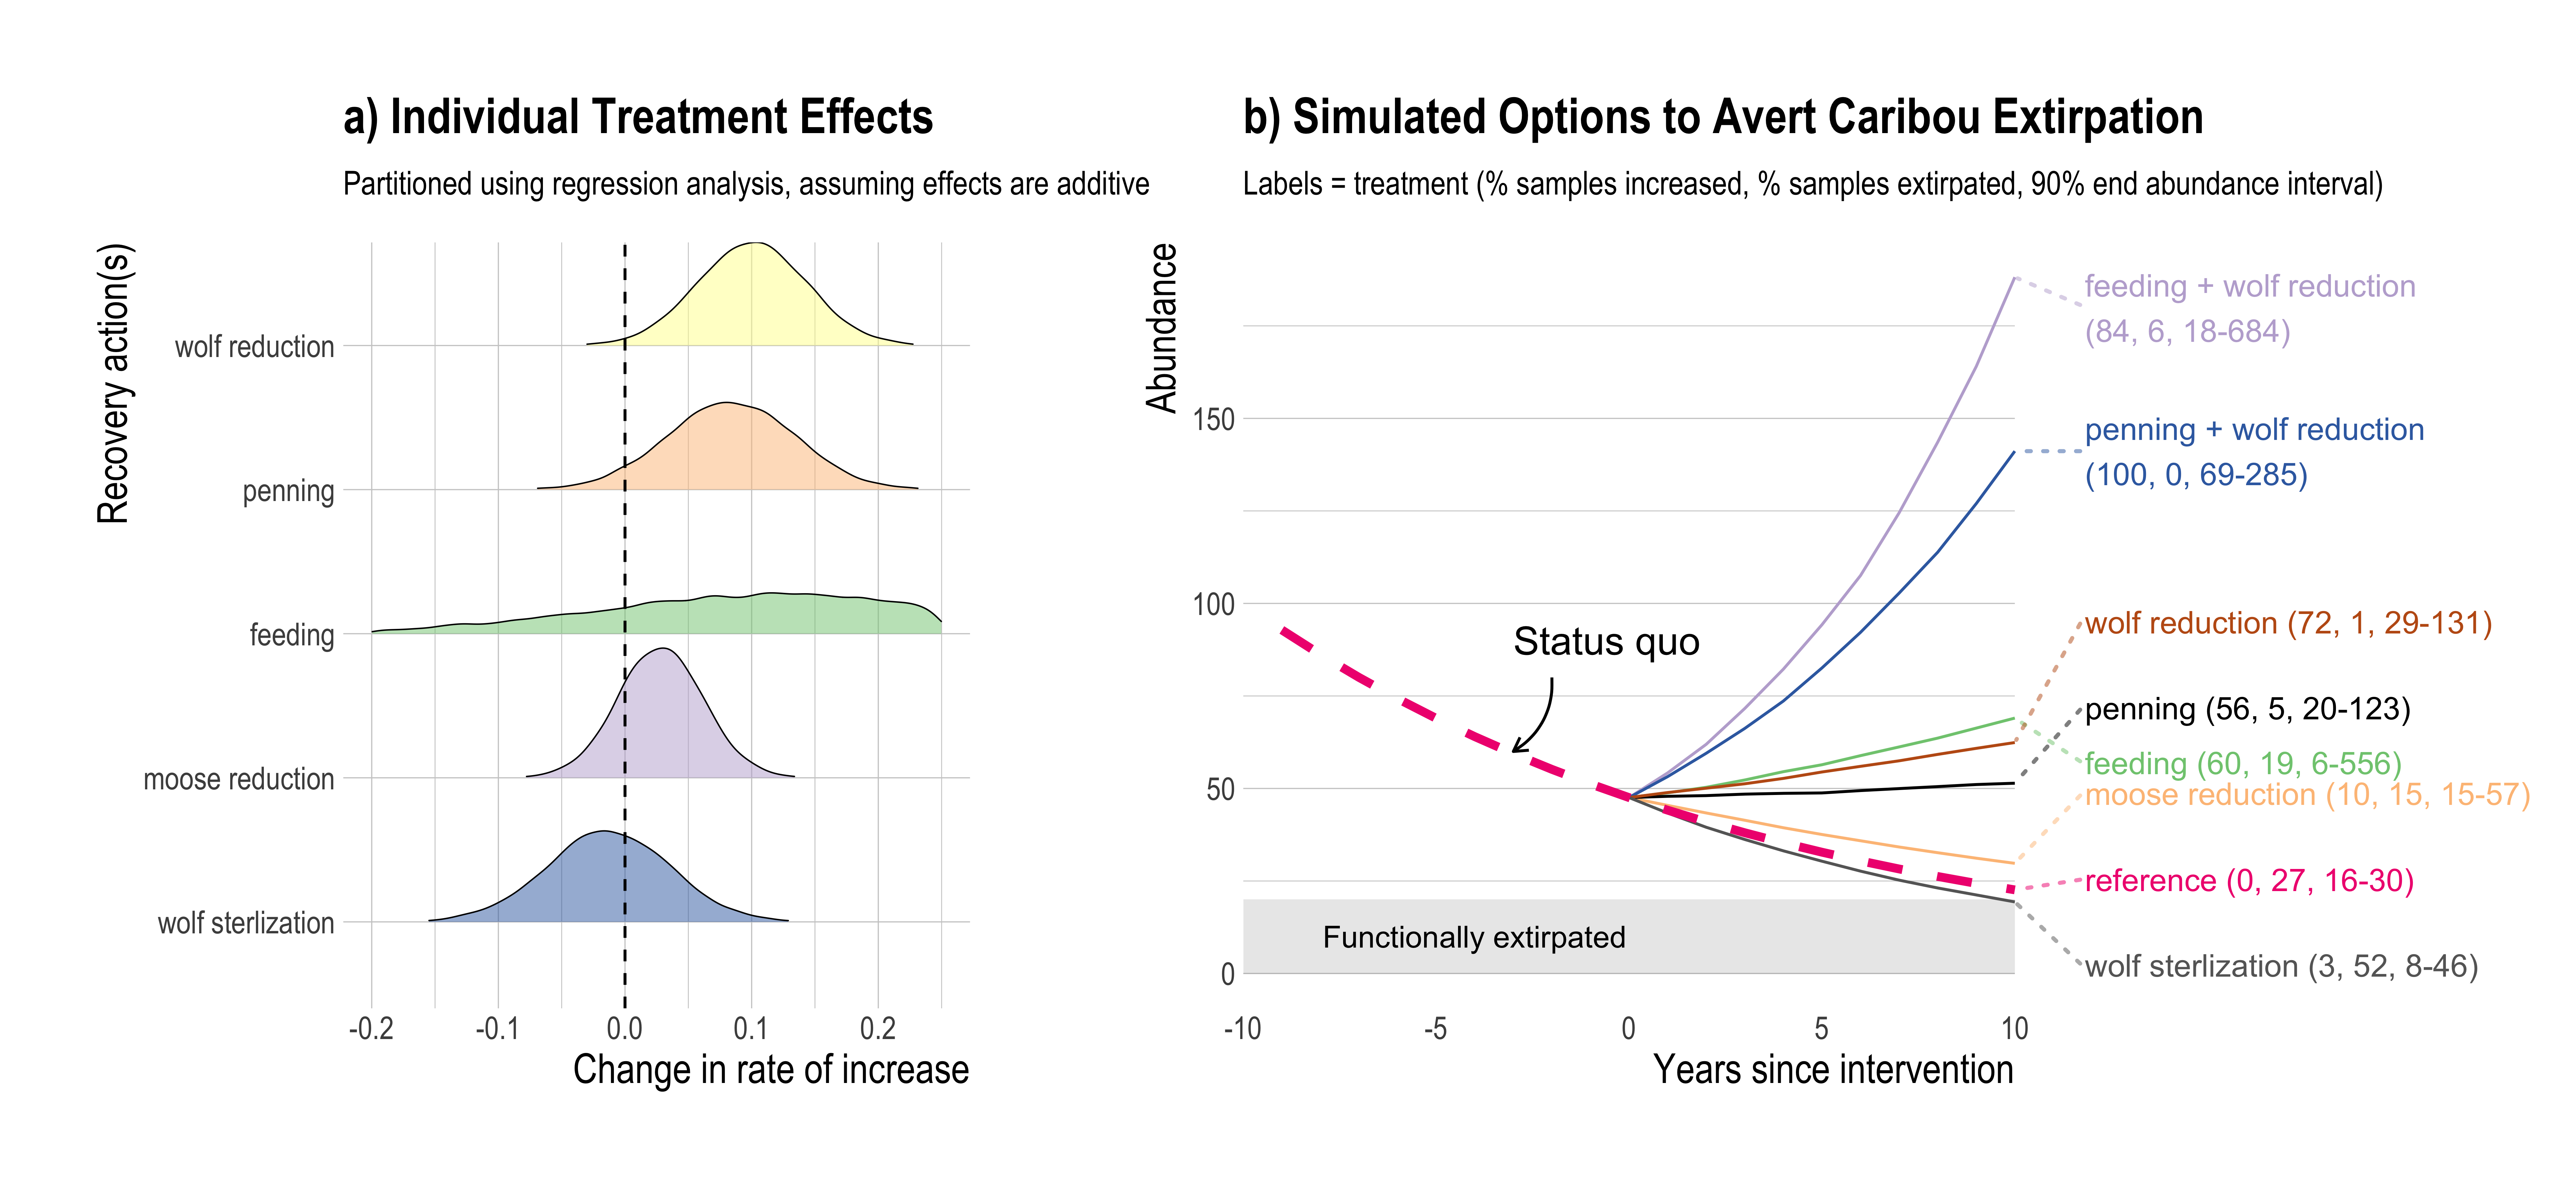 a) Individual Treatment Effects
Partitioned using regression analysis, assuming effects are additive
Recovery action(s)
wolf reduction
penning
feeding
moose reduction
wolf sterlization
-0.2 -0.1 0.0 0.1 0.2
Change in rate of increase
b) Simulated Options to Avert Caribou Extirpation
Labels = treatment (% samples increased, % samples extirpated, 90% end abundance interval)
Abundance
150
100
50
0
Status quo
Functionally extirpated
feeding + wolf reduction
(84, 6, 18-684)
penning + wolf reduction
(100, 0, 69-285)
wolf reduction (72, 1, 29-131)
penning (56, 5, 20-123)
feeding (60, 19, 6-556)
moose reduction (10, 15, 15-57)
reference (0, 27, 16-30)
wolf sterlization (3, 52, 8-46)
-10 -5 0 5 10
Years since intervention